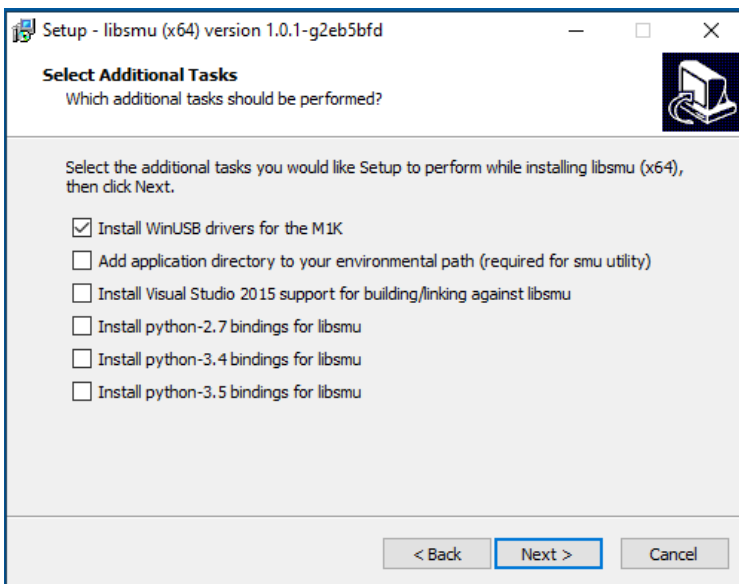 Setup - libsmu (x64) version 1.0.1-g2eb5bfd
Select Additional Tasks
Which additional tasks should be performed?
Select the additional tasks you would like Setup to perform while installing libsmu (x64),
then click Next.
Install WinUSB drivers for the M1K
Add application directory to your environmental path (required for smu utility)
Install Visual Studio 2015 support for building/linking against libsmu
Install python-2.7 bindings for libsmu
Install python-3.4 bindings for libsmu
Install python-3.5 bindings for libsmu
< Back Next > Cancel